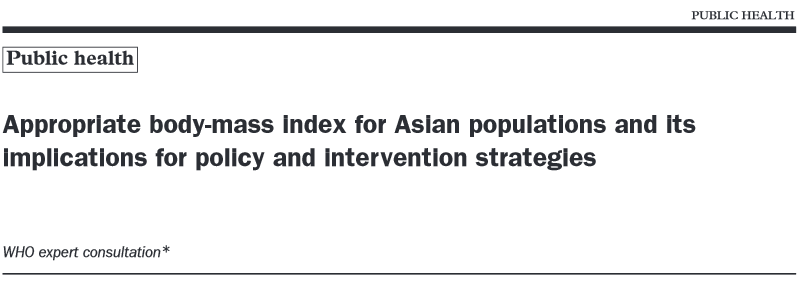 PUBLIC HEALTH
Public health
Appropriate body-mass index for Asian populations and its
implications for policy and intervention strategies
WHO expert consultation*